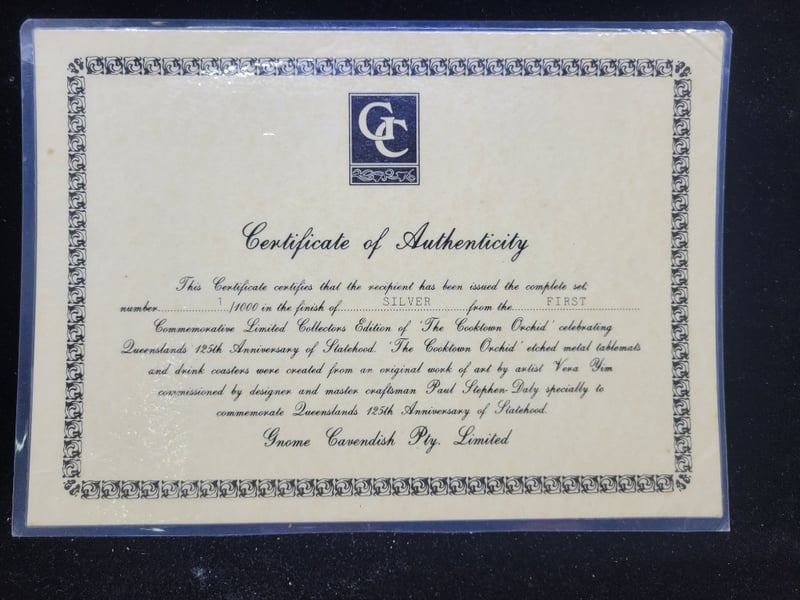 GC
Certificate of Authenticity
This Certificate certifies that the recipient has been issued the complete set;
number 1 /1000 in the finish of SILVER from the FIRST
Commemorative Limited Collectors Edition of 'The Cooktown Orchid' celebrating
Queenslands 125th Anniversary of Statehood. 'The Cooktown Orchid' etched metal tablemats
and drink coasters were created from an original work of art by artist Vera Yim
commissioned by designer and master craftsman Paul Stephen-Daly specially to
commemorate Queenslands 125th Anniversary of Statehood.
Gnome Cavendish Pty. Limited